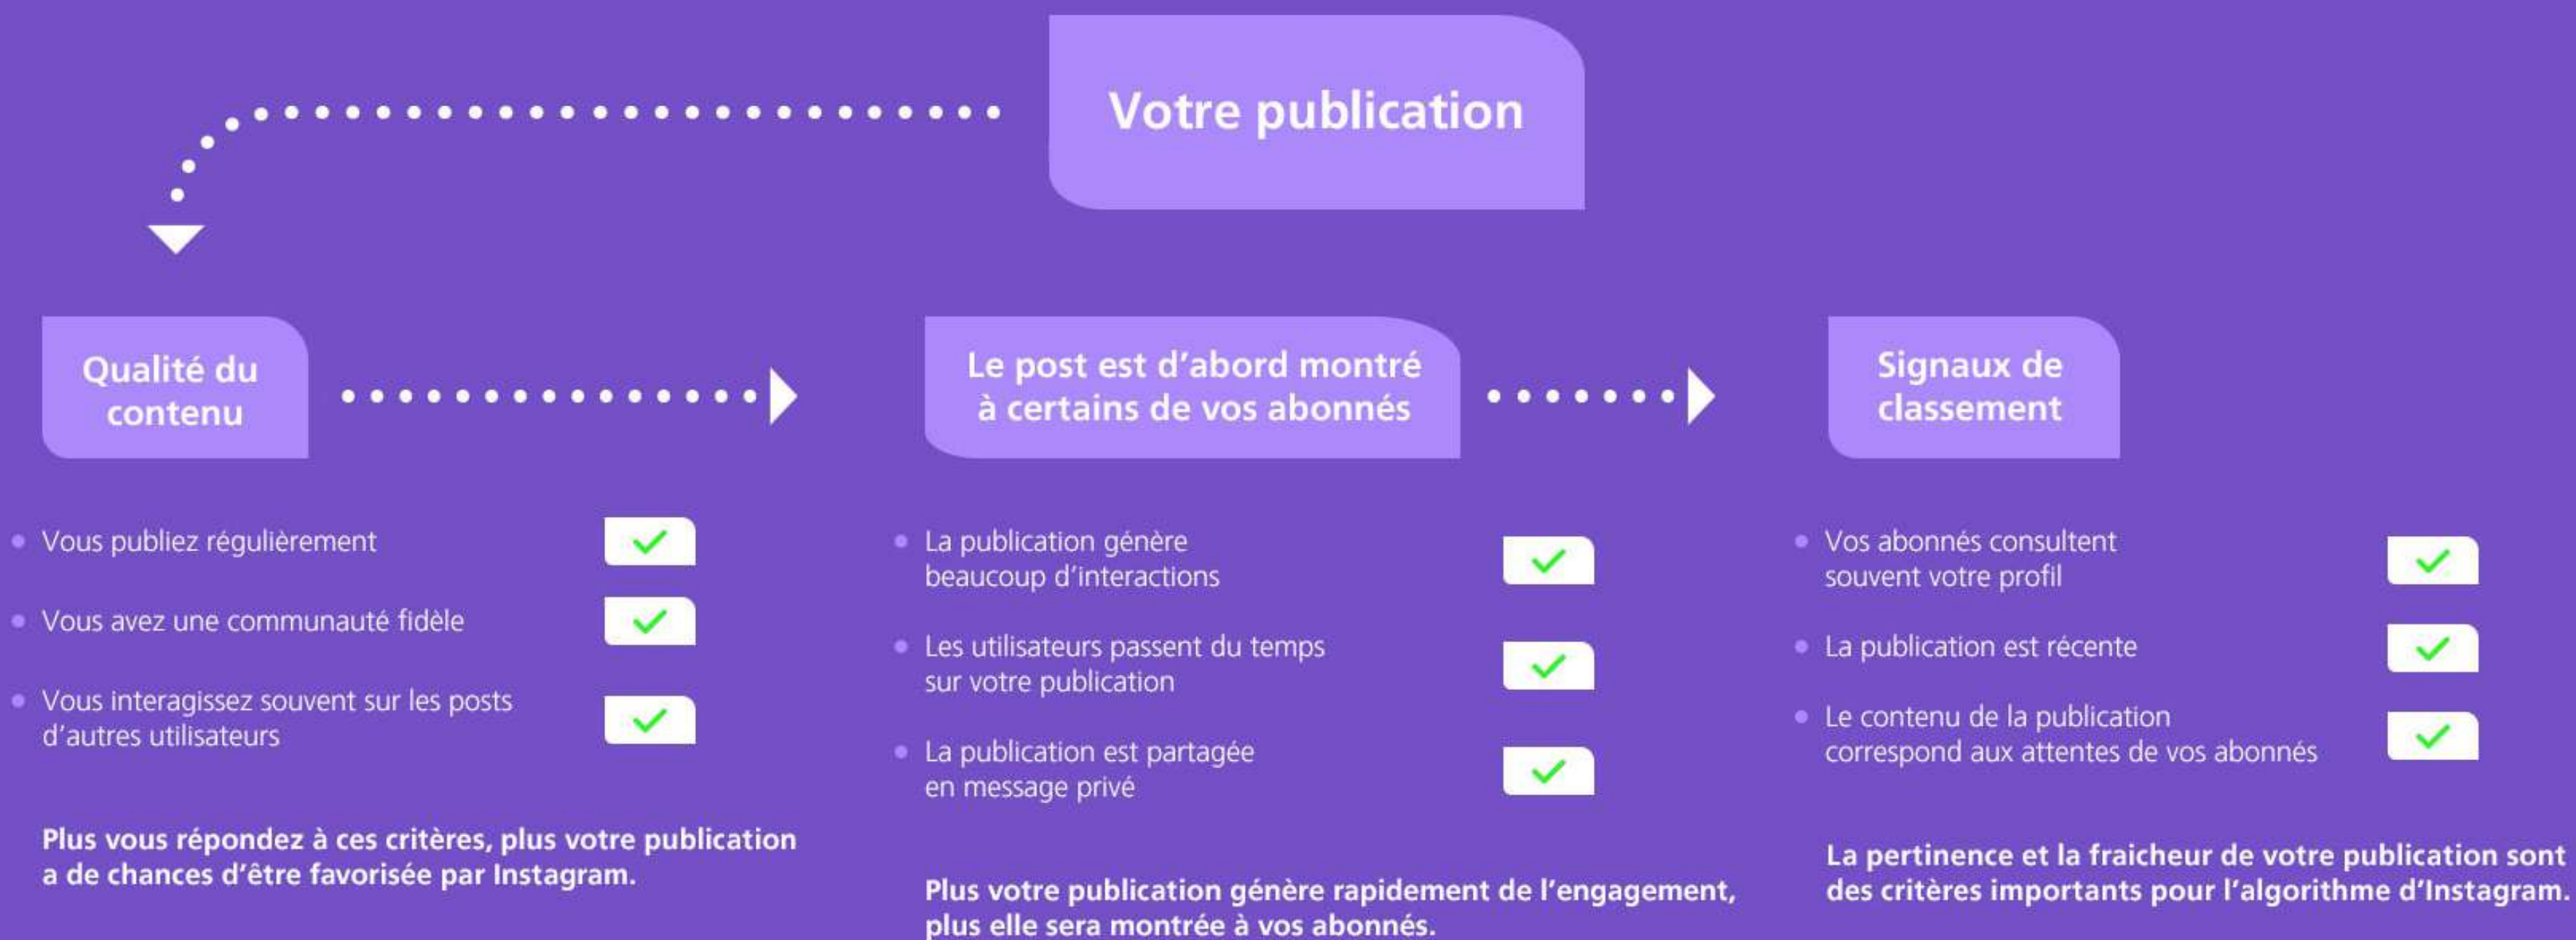 Votre publication
Qualité du
contenu
Vous publiez régulièrement
Vous avez une communauté fidèle
Vous interagissez souvent sur les posts
d'autres utilisateurs
Plus vous répondez à ces critères, plus votre publication
a de chances d'être favorisée par Instagram.
Le post est d'abord montré
à certains de vos abonnés
La publication génère
beaucoup d'interactions
Les utilisateurs passent du temps
sur votre publication
La publication est partagée
en message privé
Plus votre publication génère rapidement de l'engagement,
plus elle sera montrée à vos abonnés.
Signaux de
classement
Vos abonnés consultent
souvent votre profil
La publication est récente
Le contenu de la publication
correspond aux attentes de vos abonnés
La pertinence et la fraicheur de votre publication sont
des critères importants pour l'algorithme d'Instagram.